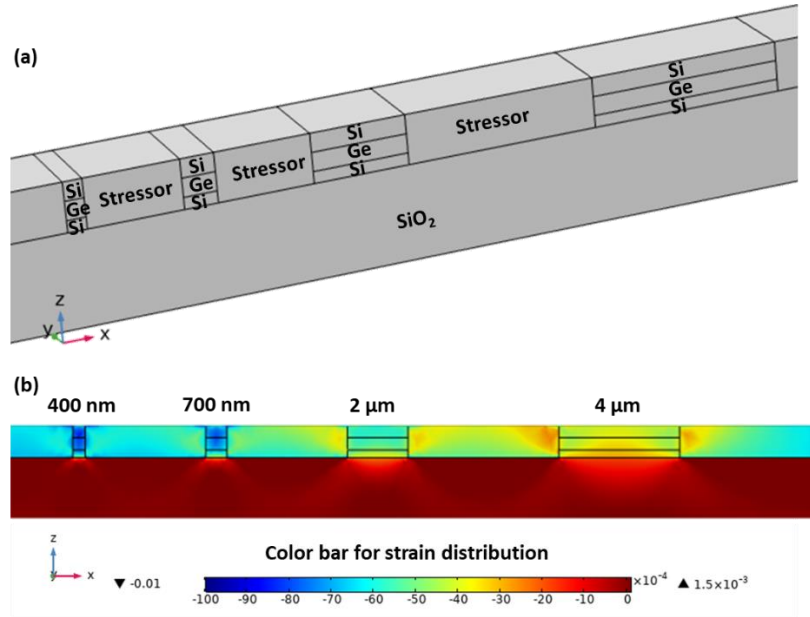 (a)
Si
Ge
Si
Stressor
Si
Ge
Si
Stressor
Si
Ge
Si
Stressor
Si
Ge
Si
SiO₂
z
y
x
(b)
400 nm
700 nm
2 μm
4 μm
z
y
x
Color bar for strain distribution
▼ -0.01
×10⁻⁴
▲ 1.5×10⁻³
-100
-90
-80
-70
-60
-50
-40
-30
-20
-10
0